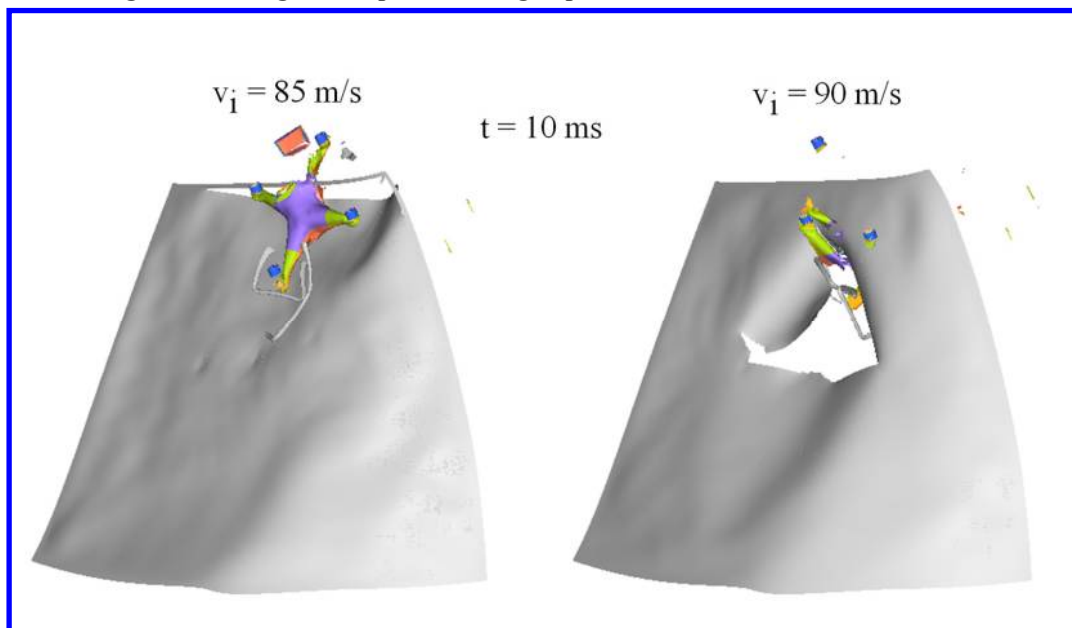 v_i = 85 m/s
v_i = 90 m/s
t = 10 ms